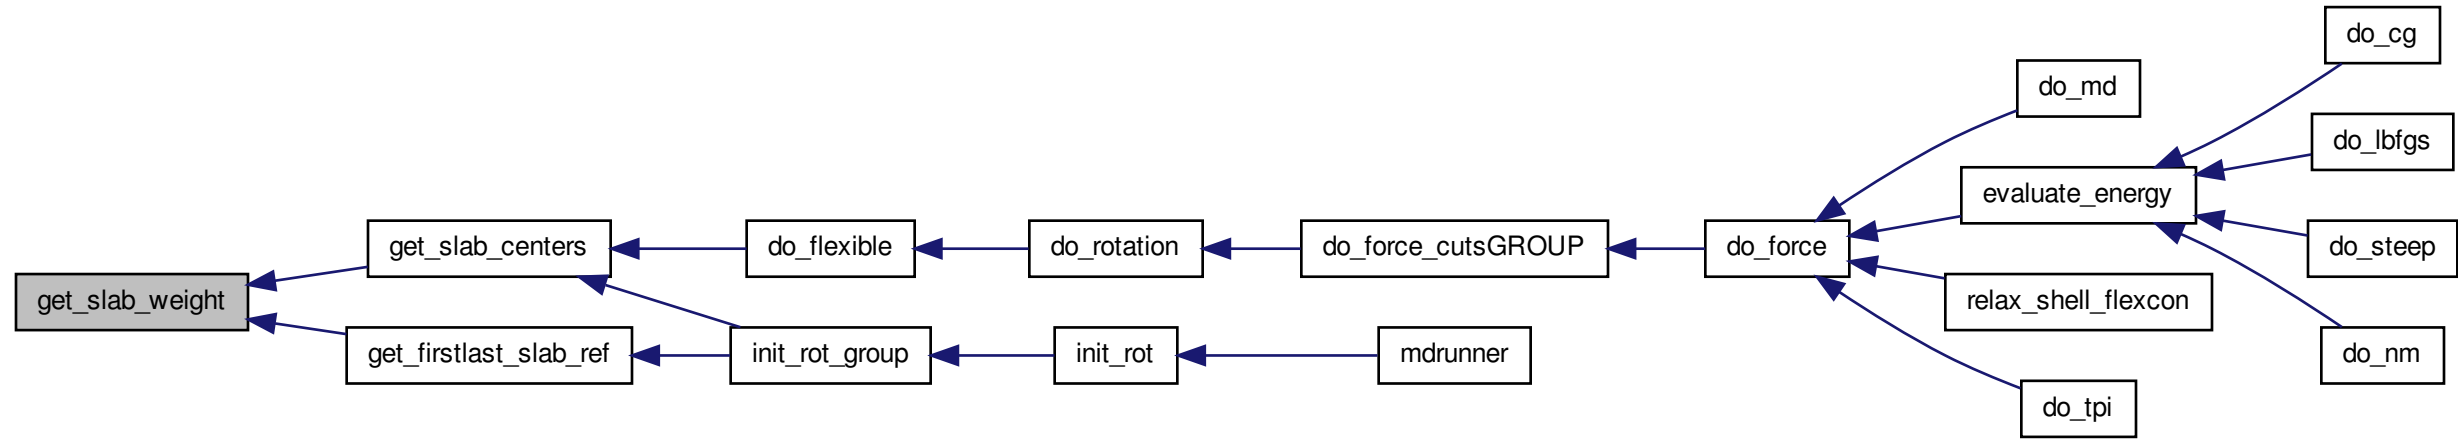 do_cg
do_md
do_lbfgs
evaluate_energy
get_slab_centers
do_flexible
do_rotation
do_force_cutsGROUP
do_force
do_steep
get_slab_weight
relax_shell_flexcon
get_firstlast_slab_ref
init_rot_group
init_rot
mdrunner
do_nm
do_tpi